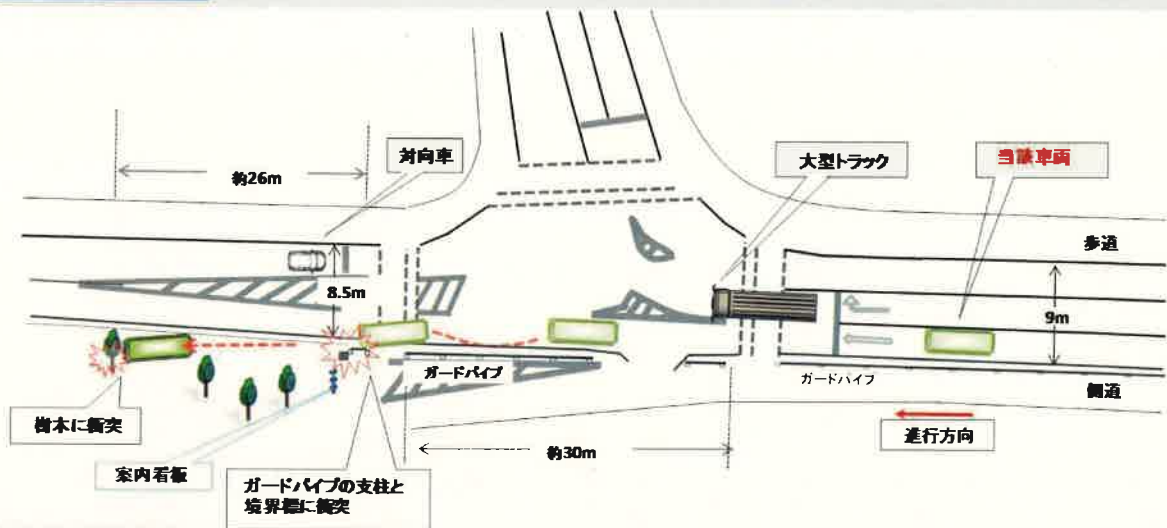 対向車
大型トラック
当該車両
約26m
歩道
8.5m
9m
ガードパイプ
ガードパイプ
側道
樹木に衝突
進行方向
約30m
案内看板
ガードパイプの支柱と
境界標に衝突